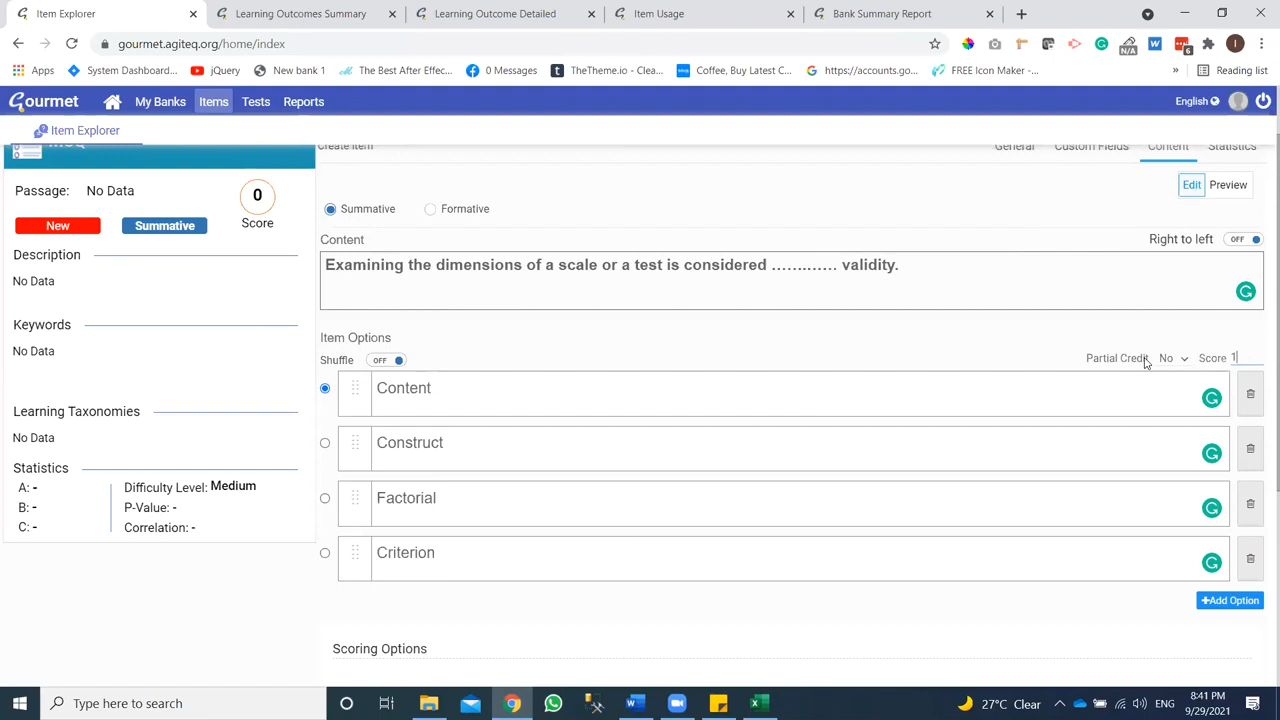 Item Explorer
Learning Outcomes Summary
Learning Outcome Detailed
Item Usage
Bank Summary Report
gourmet.agiteq.org/home/index
N/A
6
I
Apps
System Dashboard...
jQuery
New bank 1
The Best After Effec...
0 Messages
TheTheme.io - Clea...
Coffee, Buy Latest C...
https://accounts.go...
FREE Icon Maker -...
»
Reading list
Gourmet
My Banks
Items
Tests
Reports
English
Item Explorer
Create Item
General
Custom Fields
Content
Statistics
Passage: No Data
0
Score
New
Summative
Description
No Data
Keywords
No Data
Learning Taxonomies
No Data
Statistics
A: -
B: -
C: -
Difficulty Level: Medium
P-Value: -
Correlation: -
Edit
Preview
Summative
Formative
Content
Right to left
OFF
Examining the dimensions of a scale or a test is considered ............. validity.
Item Options
Shuffle
OFF
Partial Credit
No
Score 1
Content
Construct
Factorial
Criterion
+Add Option
Scoring Options
Type here to search
27°C Clear
ENG
8:41 PM
9/29/2021